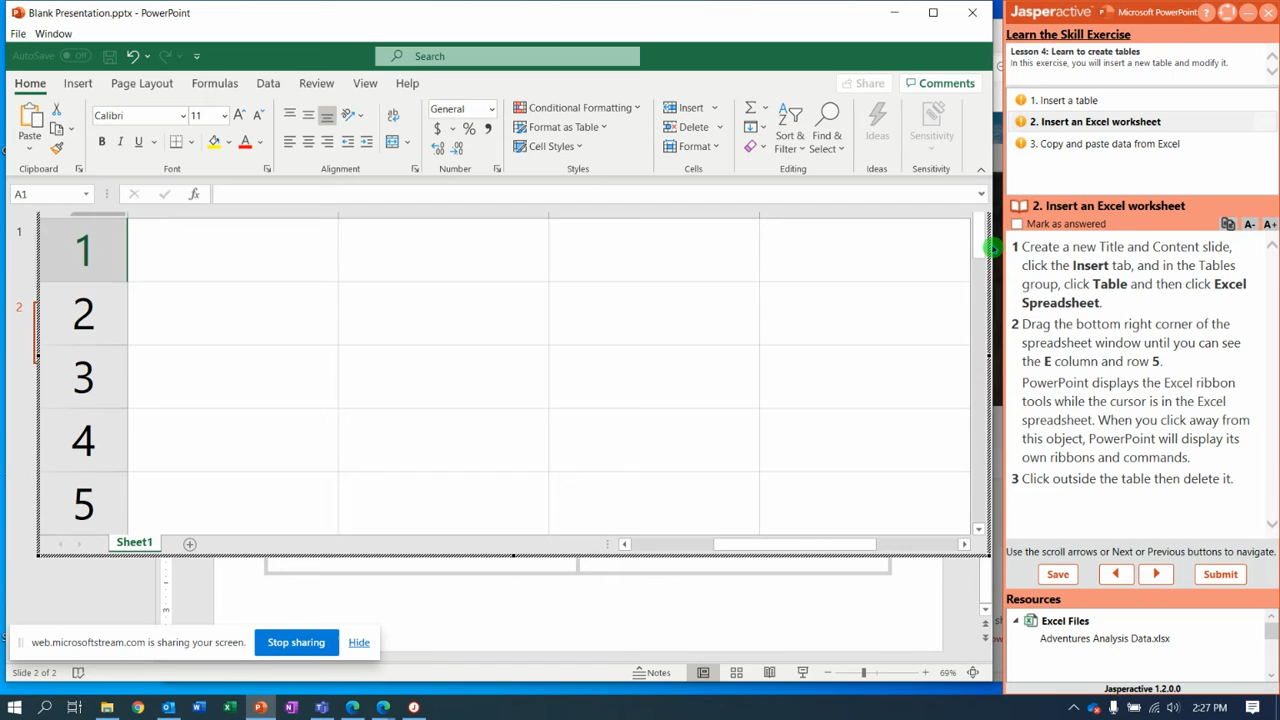 Blank Presentation.pptx - PowerPoint
File Window
AutoSave Off
Search
Home Insert Page Layout Formulas Data Review View Help
Share Comments
Paste
Clipboard
Calibri 11
B I U
Font
Alignment
General
$ % 9
Number
Conditional Formatting
Format as Table
Cell Styles
Styles
Insert
Delete
Format
Cells
Sort & Filter
Find & Select
Editing
Ideas
Ideas
Sensitivity
Sensitivity
A1
fx
1
2
1
2
3
4
5
Sheet1
3
web.microsoftstream.com is sharing your screen.
Stop sharing
Hide
Slide 2 of 2
Notes
69%
Jasperactive
Microsoft PowerPoint
Learn the Skill Exercise
Lesson 4: Learn to create tables
In this exercise, you will insert a new table and modify it.
1. Insert a table
2. Insert an Excel worksheet
3. Copy and paste data from Excel
2. Insert an Excel worksheet
Mark as answered
A- A+
1 Create a new Title and Content slide,
click the Insert tab, and in the Tables
group, click Table and then click Excel
Spreadsheet.
2 Drag the bottom right corner of the
spreadsheet window until you can see
the E column and row 5.
PowerPoint displays the Excel ribbon
tools while the cursor is in the Excel
spreadsheet. When you click away from
this object, PowerPoint will display its
own ribbons and commands.
3 Click outside the table then delete it.
Use the scroll arrows or Next or Previous buttons to navigate.
Save
Submit
Resources
Excel Files
Adventures Analysis Data.xlsx
Jasperactive 1.2.0.0
2:27 PM